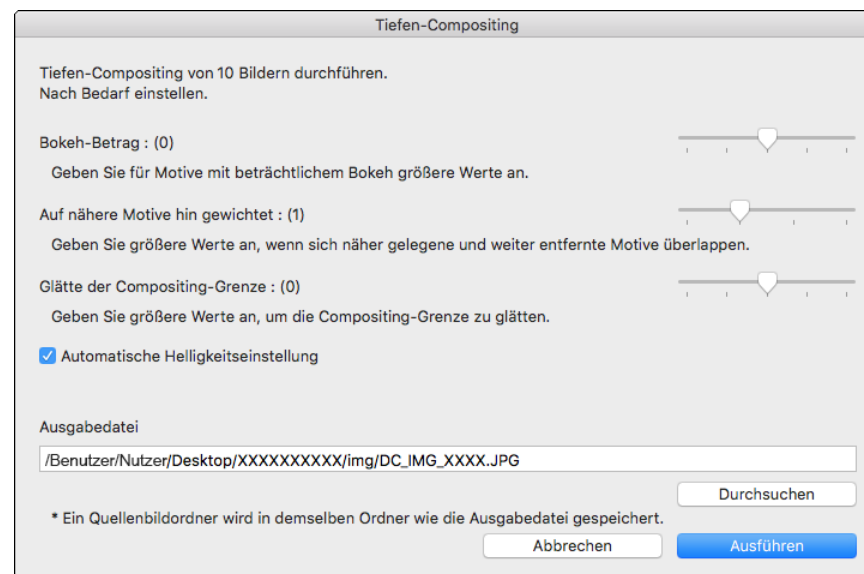 Tiefen-Compositing
Tiefen-Compositing von 10 Bildern durchführen.
Nach Bedarf einstellen.
Bokeh-Betrag : (0)
Geben Sie für Motive mit beträchtlichem Bokeh größere Werte an.
Auf nähere Motive hin gewichtet : (1)
Geben Sie größere Werte an, wenn sich näher gelegene und weiter entfernte Motive überlappen.
Glätte der Compositing-Grenze : (0)
Geben Sie größere Werte an, um die Compositing-Grenze zu glätten.
Automatische Helligkeitseinstellung
Ausgabedatei
/Benutzer/Nutzer/Desktop/XXXXXXXXXX/img/DC_IMG_XXXX.JPG
Durchsuchen
* Ein Quellenbildordner wird in demselben Ordner wie die Ausgabedatei gespeichert.
Abbrechen Ausführen